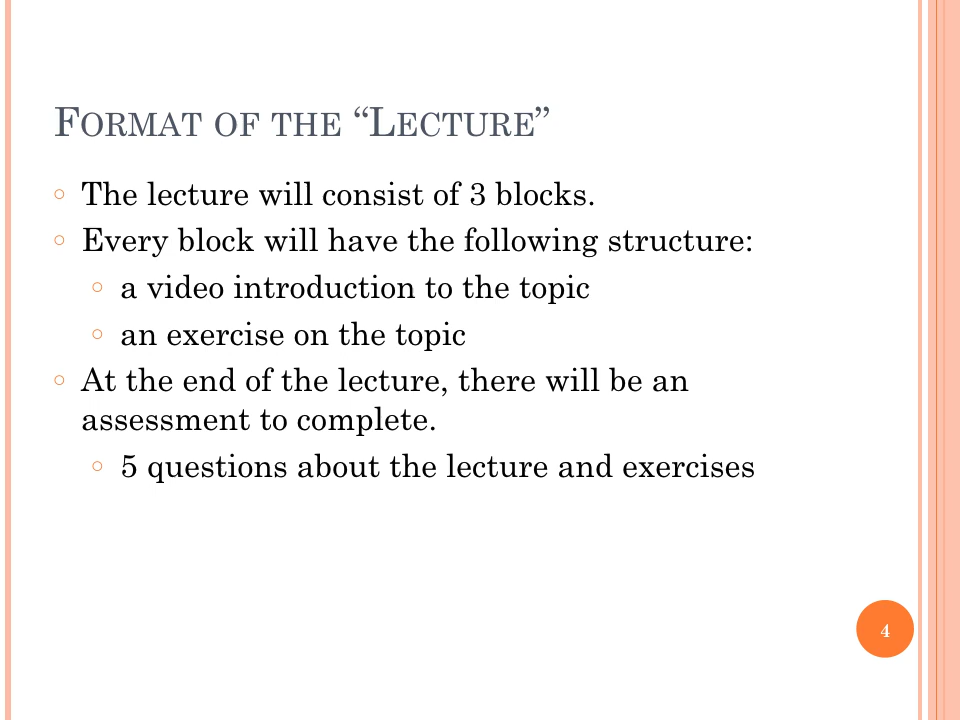 FORMAT OF THE “LECTURE”
The lecture will consist of 3 blocks.
Every block will have the following structure:
a video introduction to the topic
an exercise on the topic
At the end of the lecture, there will be an
assessment to complete.
5 questions about the lecture and exercises
4